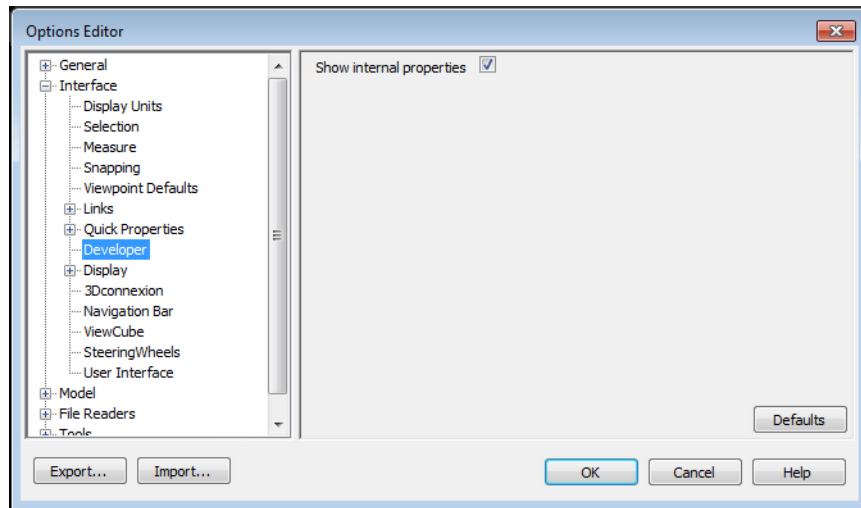 Options Editor
General
Interface
Display Units
Selection
Measure
Snapping
Viewpoint Defaults
Links
Quick Properties
Developer
Display
3Dconnexion
Navigation Bar
ViewCube
SteeringWheels
User Interface
Model
File Readers
Tools
Show internal properties
Defaults
Export...
Import...
OK
Cancel
Help